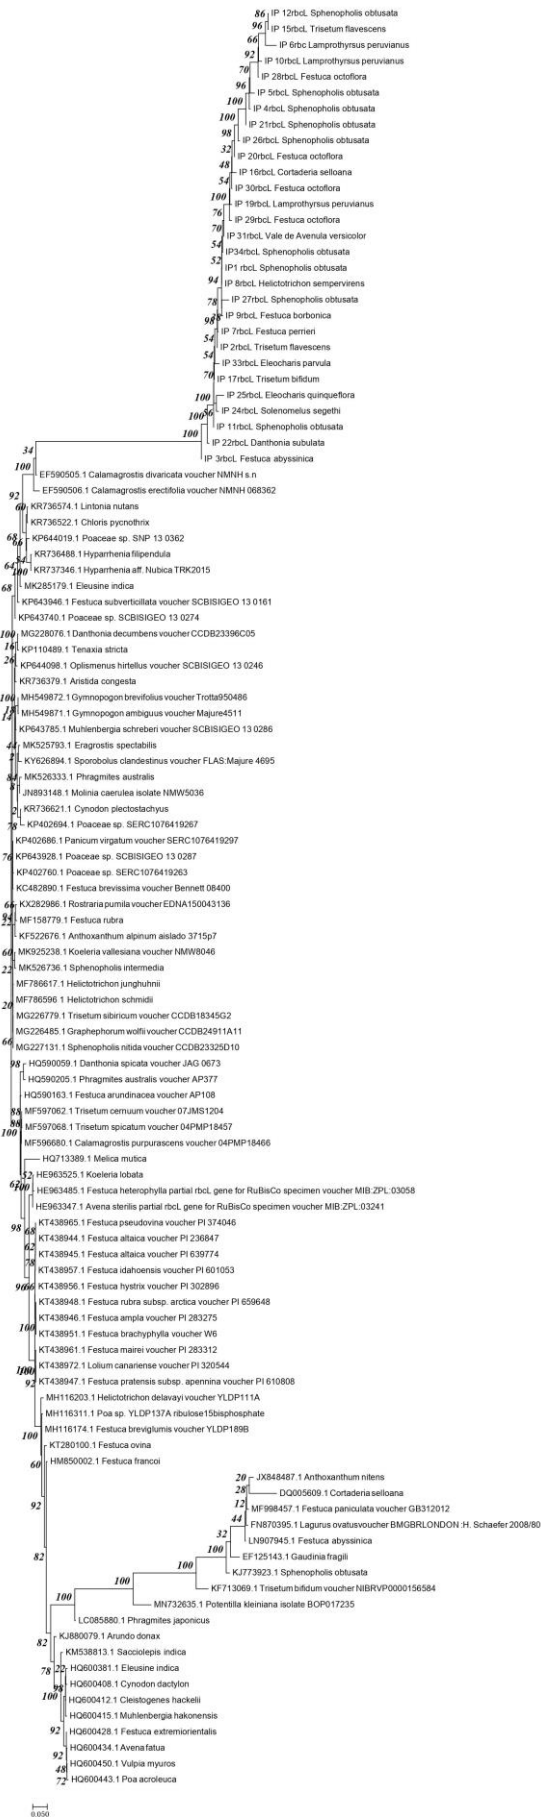 IP 12rbcL Sphenopholis obtusata
IP 15rbcL Trisetum flavescens
IP 6rbc Lamprothyrsus peruvianus
IP 10rbcL Lamprothyrsus peruvianus
IP 28rbcL Festuca octoflora
IP 5rbcL Sphenopholis obtusata
IP 4rbcL Sphenopholis obtusata
IP 21rbcL Sphenopholis obtusata
IP 26rbcL Sphenopholis obtusata
IP 20rbcL Festuca octoflora
IP 16rbcL Cortaderia selloana
IP 30rbcL Festuca octoflora
IP 19rbcL Lamprothyrsus peruvianus
IP 29rbcL Festuca octoflora
IP 31rbcL Vale de Avenula versicolor
IP34rbcL Sphenopholis obtusata
IP1 rbcL Sphenopholis obtusata
IP 8rbcL Helictotrichon sempervirens
IP 27rbcL Sphenopholis obtusata
IP 9rbcL Festuca borbonica
IP 7rbcL Festuca perrieri
IP 2rbcL Trisetum flavescens
IP 33rbcL Eleocharis parvula
IP 17rbcL Trisetum bifidum
IP 25rbcL Eleocharis quinqueflora
IP 24rbcL Solenomelus segethi
IP 11rbcL Sphenopholis obtusata
IP 22rbcL Danthonia subulata
IP 3rbcL Festuca abyssinica
EF590505.1 Calamagrostis divaricata voucher NMNH s.n
EF590506.1 Calamagrostis erectifolia voucher NMNH 068362
KR736574.1 Lintonia nutans
KR736522.1 Chloris pycnothrix
KP644019.1 Poaceae sp. SNP 13 0362
KR736488.1 Hyparrhenia filipendula
KR737346.1 Hyparrhenia aff. Nubica TRK2015
MK285179.1 Eleusine indica
KP643946.1 Festuca subverticillata voucher SCBISIGEO 13 0161
KP643740.1 Poaceae sp. SCBISIGEO 13 0274
MG228076.1 Danthonia decumbens voucher CCDB23396C05
KP110489.1 Tenaxia stricta
KP644098.1 Oplismenus hirtellus voucher SCBISIGEO 13 0246
KR736379.1 Aristida congesta
MH549872.1 Gymnopogon brevifolius voucher Trotta950486
MH549871.1 Gymnopogon ambiguus voucher Majure4511
KP643785.1 Muhlenbergia schreberi voucher SCBISIGEO 13 0286
MK525793.1 Eragrostis spectabilis
KY626894.1 Sporobolus clandestinus voucher FLAS:Majure 4695
MK526333.1 Phragmites australis
JN893148.1 Molinia caerulea isolate NMW5036
KR736621.1 Cynodon plectostachyus
KP402694.1 Poaceae sp. SERC1076419267
KP402686.1 Panicum virgatum voucher SERC1076419297
KP643928.1 Poaceae sp. SCBISIGEO 13 0287
KP402760.1 Poaceae sp. SERC1076419263
KC482890.1 Festuca brevissima voucher Bennett 08400
KX282986.1 Rostraria pumila voucher EDNA150043136
MF158779.1 Festuca rubra
KF522676.1 Anthoxanthum alpinum aislado 3715p7
MK925238.1 Koeleria vallesiana voucher NMW8046
MK526736.1 Sphenopholis intermedia
MF786617.1 Helictotrichon junghuhnii
MF786596 1 Helictotrichon schmidii
MG226779.1 Trisetum sibiricum voucher CCDB18345G2
MG226485.1 Graphephorum wolfii voucher CCDB24911A11
MG227131.1 Sphenopholis nitida voucher CCDB23325D10
HQ590059.1 Danthonia spicata voucher JAG 0673
HQ590205.1 Phragmites australis voucher AP377
HQ590163.1 Festuca arundinacea voucher AP108
MF597062.1 Trisetum cernuum voucher 07JMS1204
MF597068.1 Trisetum spicatum voucher 04PMP18457
MF596680.1 Calamagrostis purpurascens voucher 04PMP18466
HQ713389.1 Melica mutica
HE963525.1 Koeleria lobata
HE963485.1 Festuca heterophylla partial rbcL gene for RuBisCo specimen voucher MIB:ZPL:03058
HE963347.1 Avena sterilis partial rbcL gene for RuBisCo specimen voucher MIB:ZPL:03241
KT438965.1 Festuca pseudovina voucher PI 374046
KT438944.1 Festuca altaica voucher PI 236847
KT438945.1 Festuca altaica voucher PI 639774
KT438957.1 Festuca idahoensis voucher PI 601053
KT438956.1 Festuca hystrix voucher PI 302896
KT438948.1 Festuca rubra subsp. arctica voucher PI 659648
KT438946.1 Festuca ampla voucher PI 283275
KT438951.1 Festuca brachyphylla voucher W6
KT438961.1 Festuca mairei voucher PI 283312
KT438972.1 Lolium canariense voucher PI 320544
KT438947.1 Festuca pratensis subsp. apennina voucher PI 610808
MH116203.1 Helictotrichon delavayi voucher YLDP111A
MH116311.1 Poa sp. YLDP137A ribulose15bisphosphate
MH116174.1 Festuca breviglumis voucher YLDP189B
KT280100.1 Festuca ovina
HM850002.1 Festuca francoi
JX848487.1 Anthoxanthum nitens
DQ005609.1 Cortaderia selloana
MF998457.1 Festuca paniculata voucher GB312012
FN870395.1 Lagurus ovatusvoucher BMGBRLONDON :H. Schaefer 2008/80
LN907945.1 Festuca abyssinica
EF125143.1 Gaudinia fragili
KJ773923.1 Sphenopholis obtusata
KF713069.1 Trisetum bifidum voucher NIBRVP0000156584
MN732635.1 Potentilla kleiniana isolate BOP017235
LC085880.1 Phragmites japonicus
KJ880079.1 Arundo donax
KM538813.1 Sacciolepis indica
HQ600381.1 Eleusine indica
HQ600408.1 Cynodon dactylon
HQ600412.1 Cleistogenes hackelii
HQ600415.1 Muhlenbergia hakonensis
HQ600428.1 Festuca extremiorientalis
HQ600434.1 Avena fatua
HQ600450.1 Vulpia myuros
HQ600443.1 Poa acroleuca
0.050